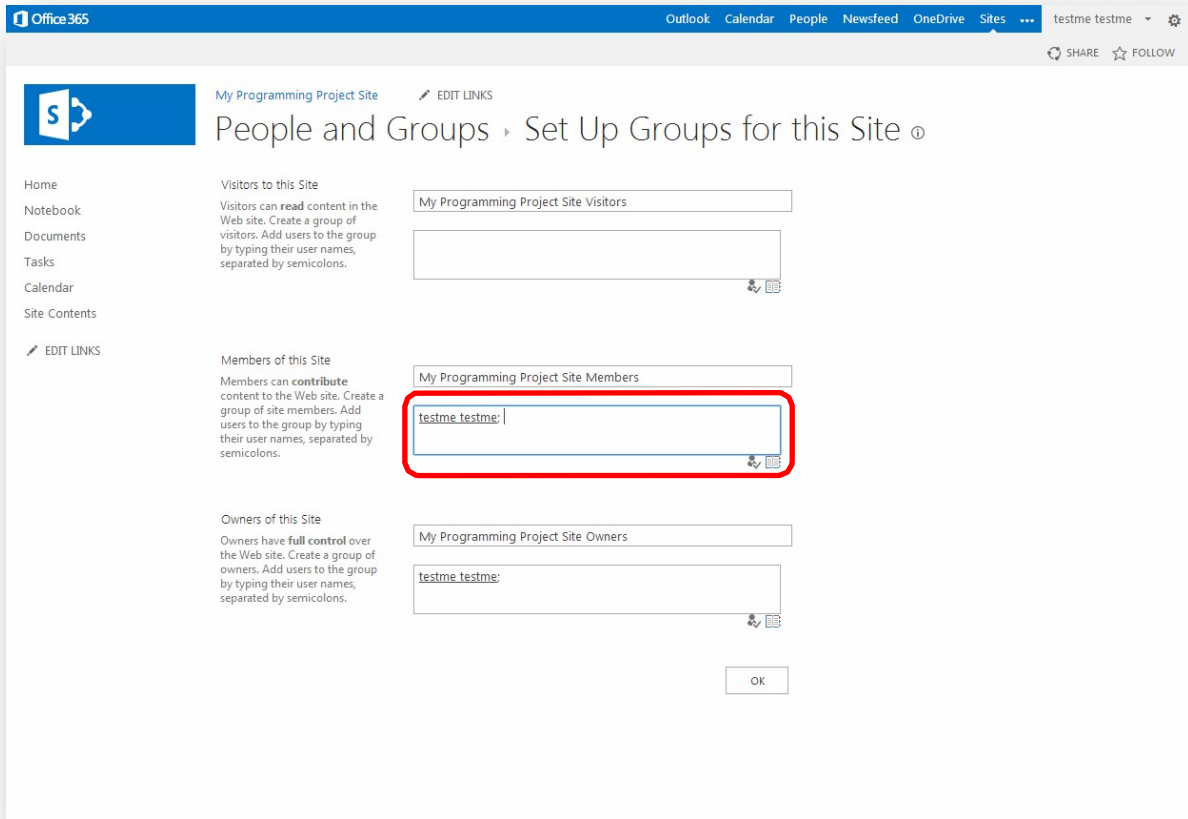 Office 365
Outlook Calendar People Newsfeed OneDrive Sites ••• testme testme
SHARE FOLLOW
S
My Programming Project Site EDIT LINKS
People and Groups ▸ Set Up Groups for this Site
Home
Notebook
Documents
Tasks
Calendar
Site Contents
EDIT LINKS
Visitors to this Site
Visitors can read content in the
Web site. Create a group of
visitors. Add users to the group
by typing their user names,
separated by semicolons.
My Programming Project Site Visitors
Members of this Site
Members can contribute
content to the Web site. Create a
group of site members. Add
users to the group by typing
their user names, separated by
semicolons.
My Programming Project Site Members
testme testme;
Owners of this Site
Owners have full control over
the Web site. Create a group of
owners. Add users to the group
by typing their user names,
separated by semicolons.
My Programming Project Site Owners
testme testme;
OK